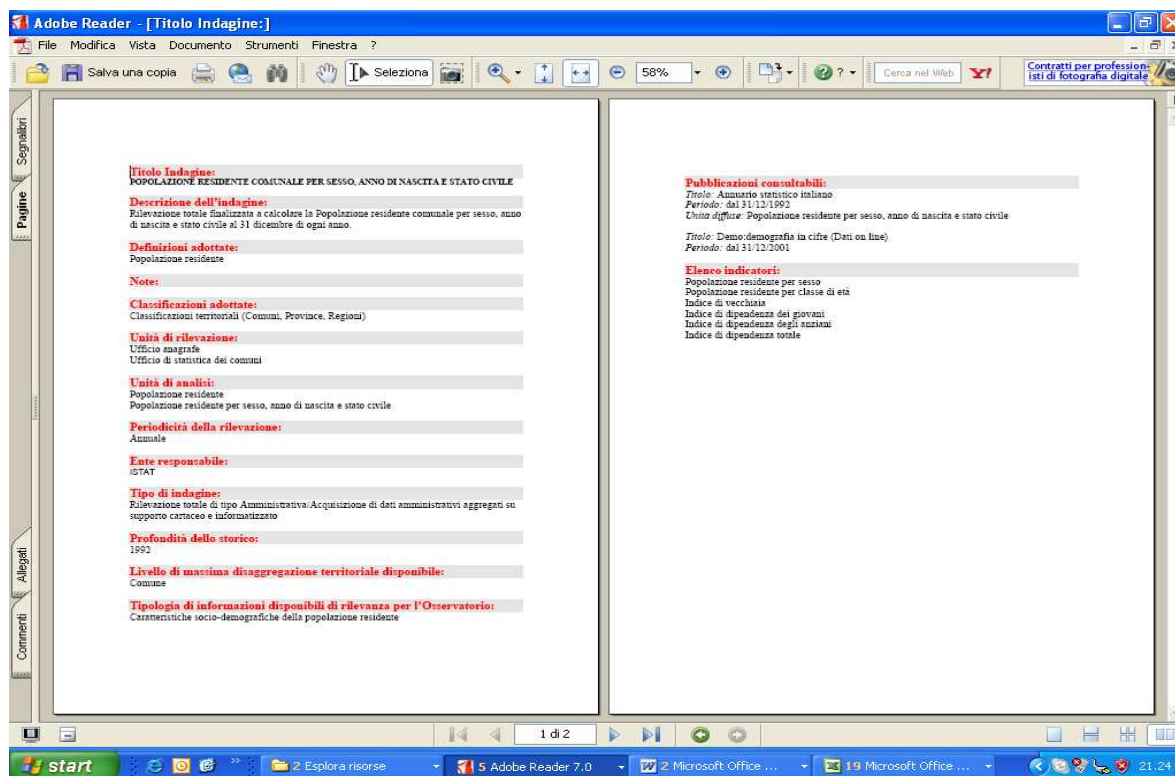 Adobe Reader - [Titolo Indagine:]
File Modifica Vista Documento Strumenti Finestra ?
Salva una copia
Seleziona
58%
?
Cerca nel Web
Y!
Contratti per profession-
isti di fotografia digitale
Segnalibri
Pagine
Allegati
Commenti
Titolo Indagine:
POPOLAZIONE RESIDENTE COMUNALE PER SESSO, ANNO DI NASCITA E STATO CIVILE
Descrizione dell'indagine:
Rilevazione totale finalizzata a calcolare la Popolazione residente comunale per sesso, anno
di nascita e stato civile al 31 dicembre di ogni anno.
Definizioni adottate:
Popolazione residente
Note:
Classificazioni adottate:
Classificazioni territoriali (Comuni, Province, Regioni)
Unità di rilevazione:
Ufficio anagrafe
Ufficio di statistica dei comuni
Unità di analisi:
Popolazione residente
Popolazione residente per sesso, anno di nascita e stato civile
Periodicità della rilevazione:
Annuale
Ente responsabile:
ISTAT
Tipo di indagine:
Rilevazione totale di tipo Amministrativa/Acquisizione di dati amministrativi aggregati su
supporto cartaceo e informatizzato
Profondità dello storico:
1992
Livello di massima disaggregazione territoriale disponibile:
Comune
Tipologia di informazioni disponibili di rilevanza per l'Osservatorio:
Caratteristiche socio-demografiche della popolazione residente
Pubblicazioni consultabili:
Titolo: Annuario statistico italiano
Periodo: dal 31/12/1992
Unità diffuse: Popolazione residente per sesso, anno di nascita e stato civile
Titolo: Demo:demografia in cifre (Dati on line)
Periodo: dal 31/12/2001
Elenco indicatori:
Popolazione residente per sesso
Popolazione residente per classe di età
Indice di vecchiaia
Indice di dipendenza dei giovani
Indice di dipendenza degli anziani
Indice di dipendenza totale
1 di 2
start
2 Esplora risorse
5 Adobe Reader 7.0
2 Microsoft Office ...
19 Microsoft Office ...
21.24